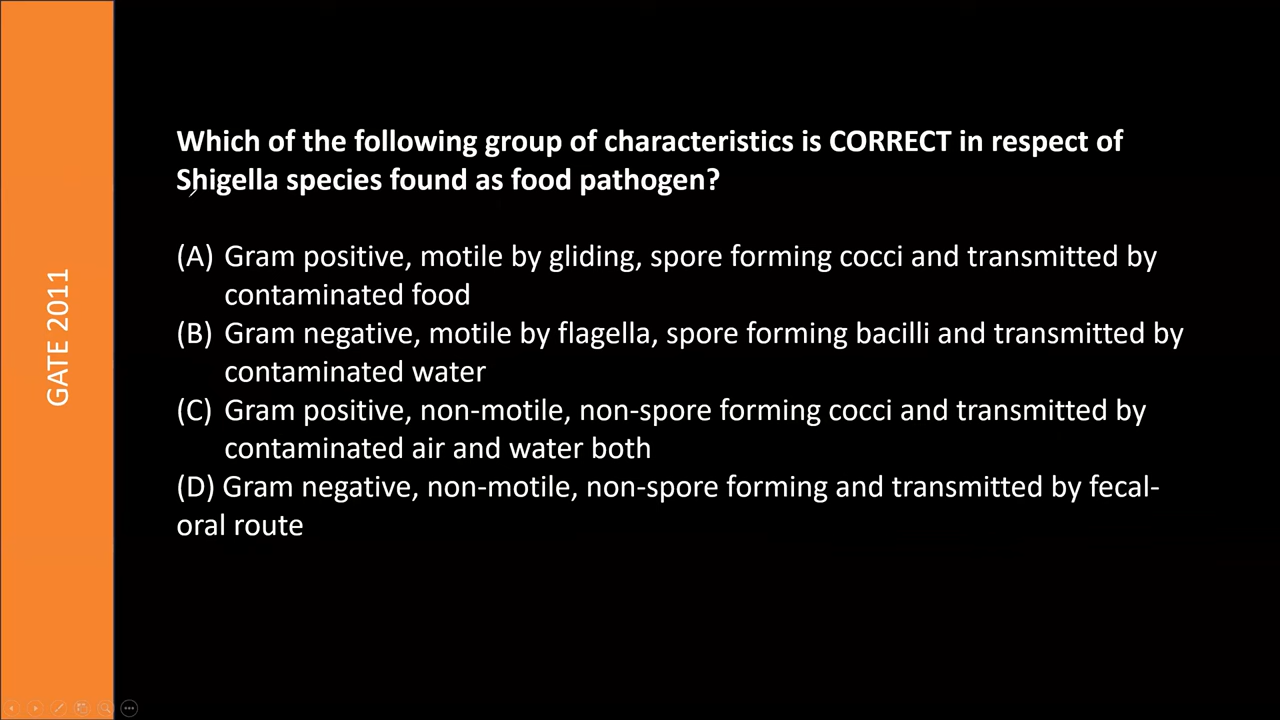 GATE 2011
Which of the following group of characteristics is CORRECT in respect of
Shigella species found as food pathogen?
(A) Gram positive, motile by gliding, spore forming cocci and transmitted by
contaminated food
(B) Gram negative, motile by flagella, spore forming bacilli and transmitted by
contaminated water
(C) Gram positive, non-motile, non-spore forming cocci and transmitted by
contaminated air and water both
(D) Gram negative, non-motile, non-spore forming and transmitted by fecal-
oral route